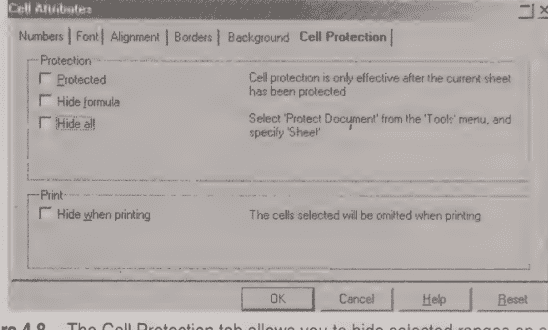 Cell Attributes
Numbers Font Alignment Borders Background Cell Protection
Protection
Protected
Cell protection is only effective after the current sheet
has been protected
Hide formula
Hide all
Select 'Protect Document' from the 'Tools' menu, and
specify 'Sheet'
Print
Hide when printing
The cells selected will be omitted when printing
OK Cancel Help Reset
4.8 The Cell Protection tab allows you to hide selected ranges on